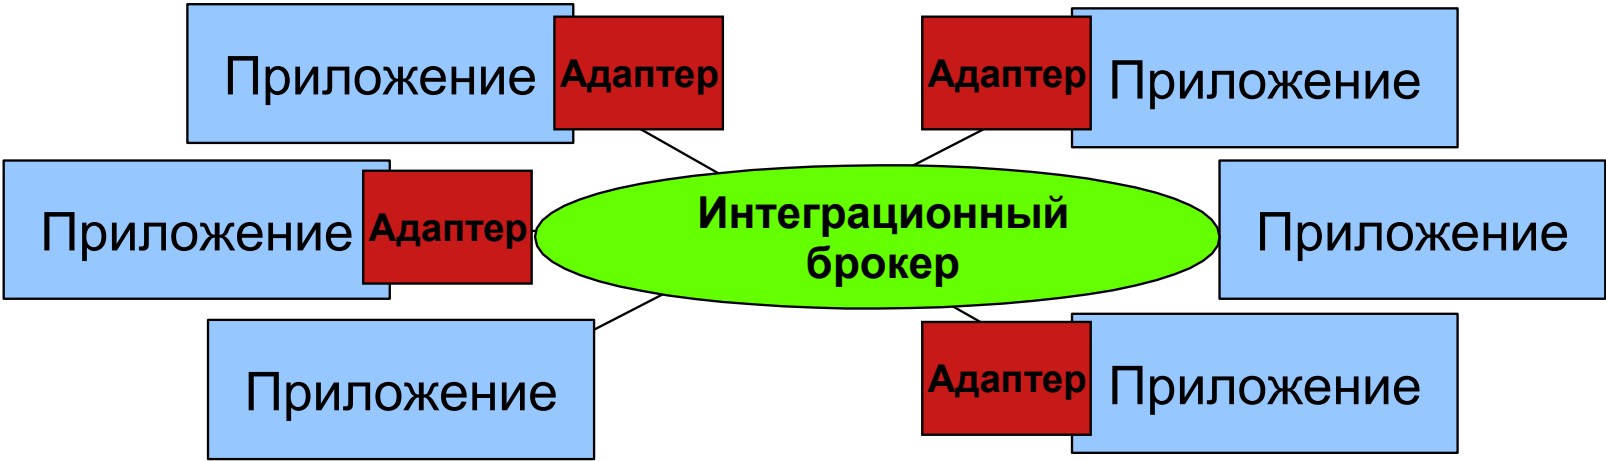 Приложение
Адаптер
Адаптер
Приложение
Приложение
Адаптер
Интеграционный
брокер
Приложение
Приложение
Адаптер
Приложение